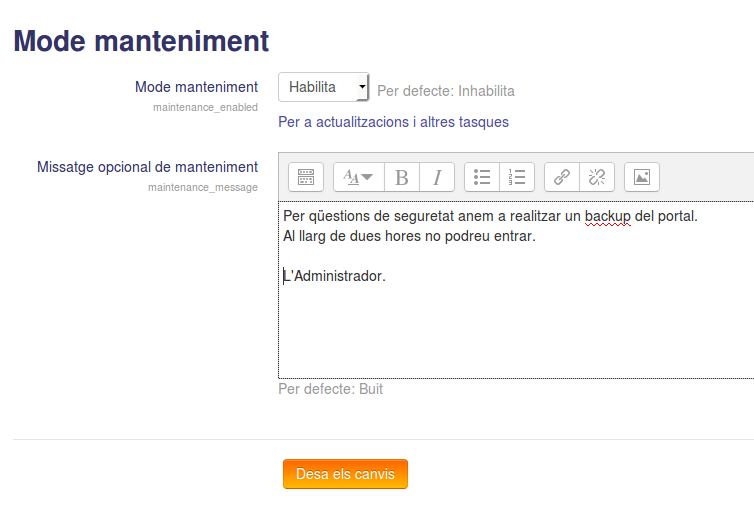 Mode manteniment
Mode manteniment
Habilita
Per defecte: Inhabilita
maintenance_enabled
Per a actualitzacions i altres tasques
Missatge opcional de manteniment
maintenance_message
Per qüestions de seguretat anem a realitzar un backup del portal.
Al llarg de dues hores no podreu entrar.
L'Administrador.
Per defecte: Buit
Desa els canvis